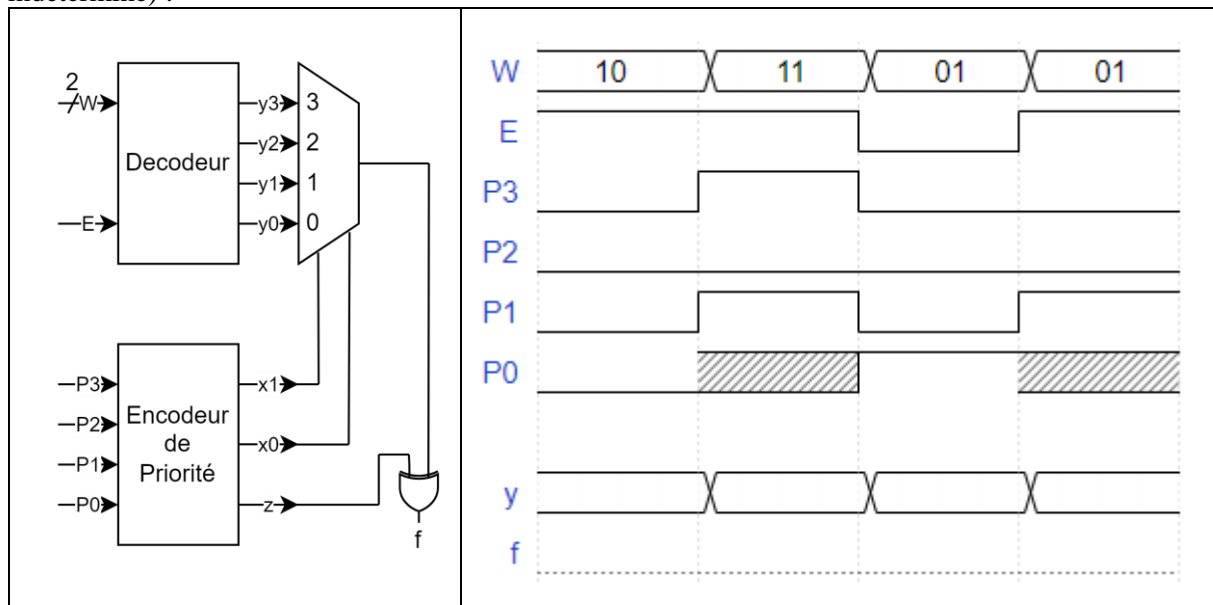 indéterminé) :
2
W
E
Decodeur
y3
y2
y1
y0
3
2
1
0
P3
P2
P1
P0
Encodeur
de
Priorité
x1
x0
z
f
W 10 11 01 01
E
P3
P2
P1
P0
y
f